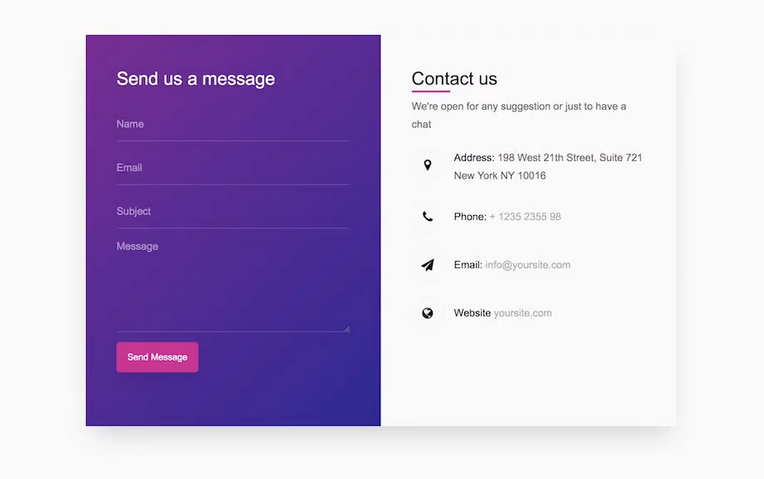 Send us a message
Name
Email
Subject
Message
Send Message
Contact us
We're open for any suggestion or just to have a
chat
Address: 198 West 21th Street, Suite 721
New York NY 10016
Phone: + 1235 2355 98
Email: info@yoursite.com
Website yoursite.com